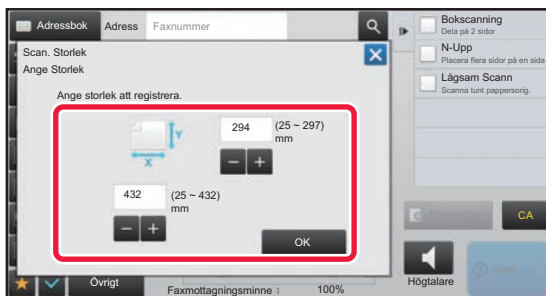 Adressbok
Adress
Faxnummer
Scan. Storlek
Ange Storlek
Ange storlek att registrera.
Y
X
294
(25 ~ 297)
mm
432
(25 ~ 432)
mm
OK
Övrigt
Faxmottagningsminne :
100%
Bokscanning
Dela på 2 sidor
N-Upp
Placera flera sidor på en sida
Lågsam Scann
Scanna tunt pappersorig.
CA
Högtalare
Start